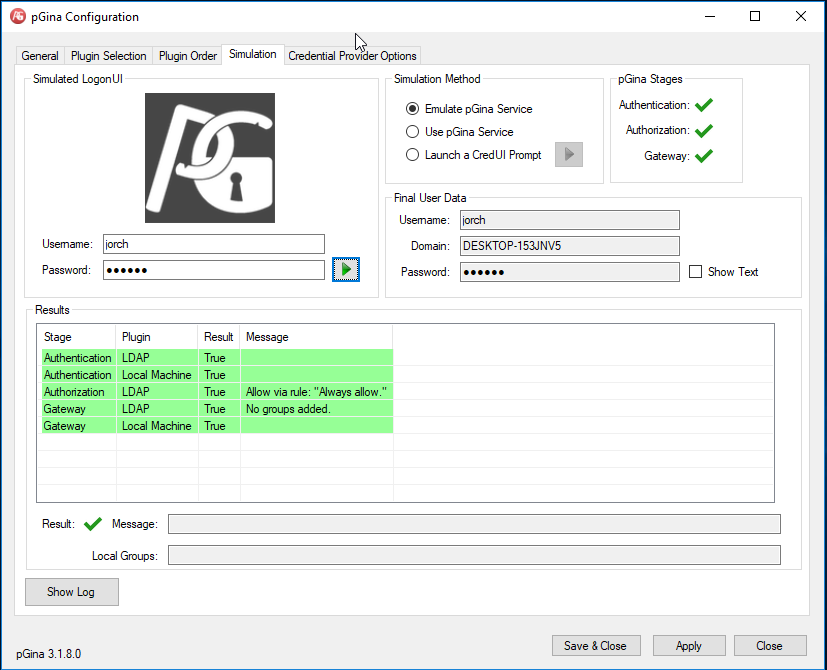 pGina Configuration
General Plugin Selection Plugin Order Simulation Credential Provider Options
Simulated LogonUI
Username: jorch
Password: ●●●●●●
Simulation Method
Emulate pGina Service
Use pGina Service
Launch a CredUI Prompt
pGina Stages
Authentication:
Authorization:
Gateway:
Final User Data
Username: jorch
Domain: DESKTOP-153JNV5
Password: ●●●●●● Show Text
Results
Stage Plugin Result Message
Authentication LDAP True
Authentication Local Machine True
Authorization LDAP True Allow via rule: "Always allow."
Gateway LDAP True No groups added.
Gateway Local Machine True
Result: Message:
Local Groups:
Show Log
pGina 3.1.8.0
Save & Close Apply Close